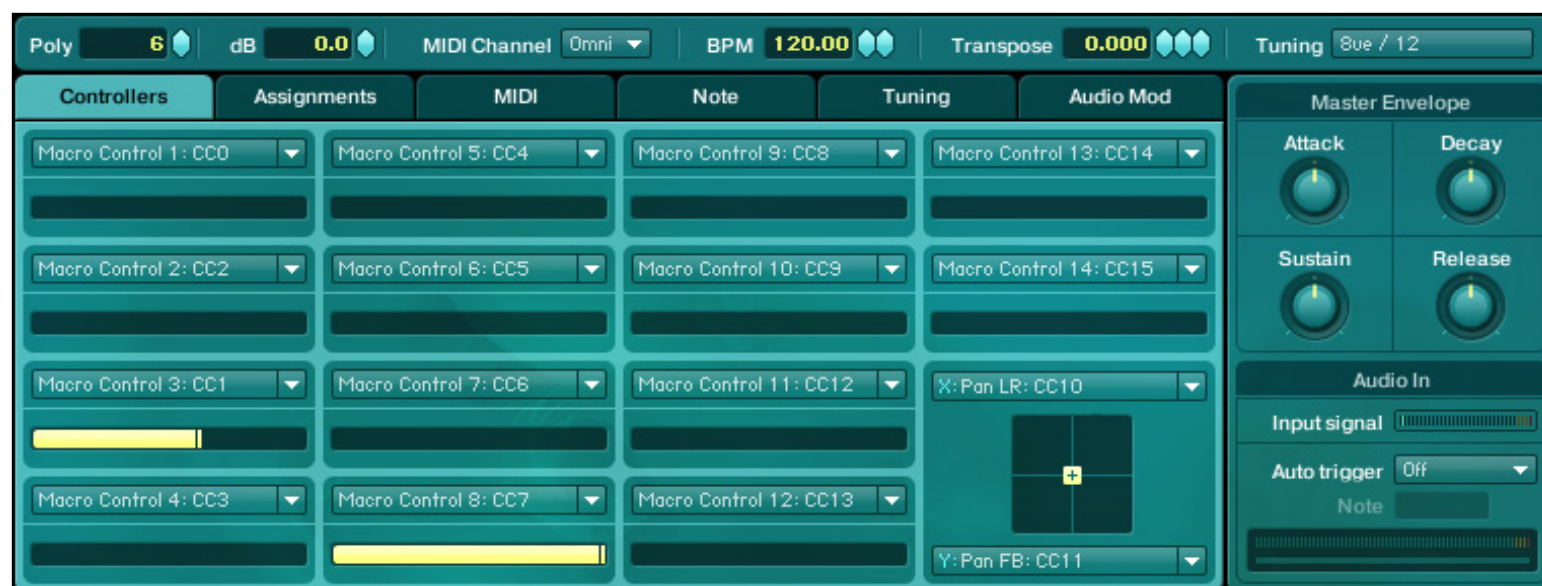 Poly 6 dB 0.0 MIDI Channel Omni BPM 120.00 Transpose 0.000 Tuning 8ve / 12
Controllers Assignments MIDI Note Tuning Audio Mod
Macro Control 1: CC0 Macro Control 5: CC4 Macro Control 9: CC8 Macro Control 13: CC14
Macro Control 2: CC2 Macro Control 6: CC5 Macro Control 10: CC9 Macro Control 14: CC15
Macro Control 3: CC1 Macro Control 7: CC6 Macro Control 11: CC12 X: Pan LR: CC10
Macro Control 4: CC3 Macro Control 8: CC7 Macro Control 12: CC13
Y: Pan FB: CC11
Master Envelope
Attack Decay
Sustain Release
Audio In
Input signal
Auto trigger Off
Note